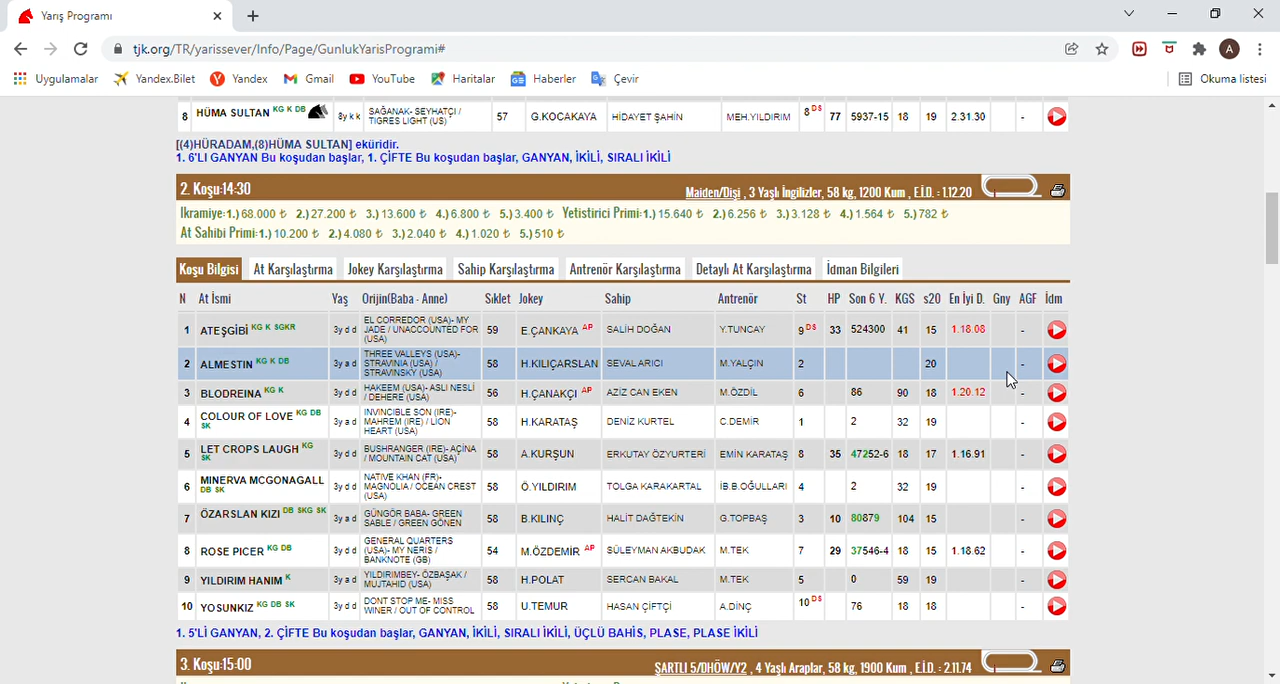 Yarış Programı
tjk.org/TR/yarissever/Info/Page/GunlukYarisProgrami#
A
Uygulamalar Yandex.Bilet Yandex Gmail YouTube Haritalar Haberler Çevir Okuma listesi
8 HÜMA SULTAN KG K DB 8y k k SAĞANAK- SEYHATÇI / TIGRES LIGHT (US) 57 G.KOCAKAYA HİDAYET ŞAHİN MEH.YILDIRIM 8 DS 77 5937-15 18 19 2.31.30 -
[(4)HÜRADAM,(8)HÜMA SULTAN] eküridir.
1. 6'LI GANYAN Bu koşudan başlar, 1. ÇİFTE Bu koşudan başlar, GANYAN, İKİLİ, SIRALI İKİLİ
2. Koşu:14:30 Maiden/Dişi , 3 Yaşlı İngilizler, 58 kg, 1200 Kum , E.İ.D. : 1.12.20
İkramiye:1.) 68.000 ₺ 2.) 27.200 ₺ 3.) 13.600 ₺ 4.) 6.800 ₺ 5.) 3.400 ₺ Yetistirici Primi:1.) 15.640 ₺ 2.) 6.256 ₺ 3.) 3.128 ₺ 4.) 1.564 ₺ 5.) 782 ₺
At Sahibi Primi:1.) 10.200 ₺ 2.) 4.080 ₺ 3.) 2.040 ₺ 4.) 1.020 ₺ 5.) 510 ₺
Koşu Bilgisi At Karşılaştırma Jokey Karşılaştırma Sahip Karşılaştırma Antrenör Karşılaştırma Detaylı At Karşılaştırma İdman Bilgileri
N At İsmi Yaş Orijin(Baba - Anne) Sıklet Jokey Sahip Antrenör St HP Son 6 Y. KGS s20 En İyi D. Gny AGF İdm
1 ATEŞGİBİ KG K SGKR 3y d d EL CORREDOR (USA)- MY JADE / UNACCOUNTED FOR (USA) 59 E.ÇANKAYA AP SALİH DOĞAN Y.TUNCAY 9 DS 33 524300 41 15 1.18.08 -
2 ALMESTIN KG K DB 3y a d THREE VALLEYS (USA)- STRAVINIA (USA) / STRAVINSKY (USA) 58 H.KILIÇARSLAN SEVAL ARICI M.YALÇIN 2 20 -
3 BLODREINA KG K 3y d d HAKEEM (USA)- ASLI NESLİ / DEHERE (USA) 56 H.ÇANAKÇI AP AZİZ CAN EKEN M.ÖZDİL 6 86 90 18 1.20.12 -
4 COLOUR OF LOVE KG DB SK 3y a d INVINCIBLE SON (IRE)- MAHREM (IRE) / LION HEART (USA) 58 H.KARATAŞ DENİZ KURTEL C.DEMİR 1 2 32 19 -
5 LET CROPS LAUGH KG SK 3y d d BUSHRANGER (IRE)- AÇİNA / MOUNTAIN CAT (USA) 58 A.KURŞUN ERKUTAY ÖZYURTERİ EMİN KARATAŞ 8 35 47252-6 18 17 1.16.91 -
6 MINERVA MCGONAGALL DB SK 3y d d NATIVE KHAN (FR)- MAGNOLIA / OCEAN CREST (USA) 58 Ö.YILDIRIM TOLGA KARAKARTAL İB.B.OĞULLARI 4 2 32 19 -
7 ÖZARSLAN KIZI DB SKG SK 3y a d GÜNGÖR BABA- GREEN SABLE / GREEN GÖNEN 58 B.KILINÇ HALİT DAĞTEKİN G.TOPBAŞ 3 10 80879 104 15 -
8 ROSE PICER KG DB 3y d d GENERAL QUARTERS (USA)- MY NERIS / BANKNOTE (GB) 54 M.ÖZDEMİR AP SÜLEYMAN AKBUDAK M.TEK 7 29 37546-4 18 15 1.18.62 -
9 YILDIRIM HANIM K 3y a d YILDIRIMBEY- ÖZBAŞAK / MUJTAHID (USA) 58 H.POLAT SERCAN BAKAL M.TEK 5 0 59 19 -
10 YOSUNKIZ KG DB SK 3y d d DONT STOP ME- MISS WINER / OUT OF CONTROL 58 U.TEMUR HASAN ÇİFTÇİ A.DİNÇ 10 DS 76 18 18 -
1. 5'Lİ GANYAN, 2. ÇİFTE Bu koşudan başlar, GANYAN, İKİLİ, SIRALI İKİLİ, ÜÇLÜ BAHİS, PLASE, PLASE İKİLİ
3. Koşu:15:00 ŞARTLI 5/DHÖW/Y2 , 4 Yaşlı Araplar, 58 kg, 1900 Kum , E.İ.D. : 2.11.74